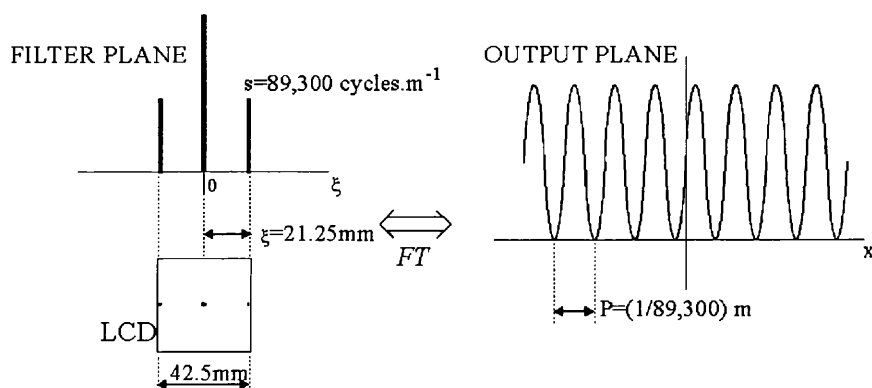 FILTER PLANE
s=89,300 cycles.m⁻¹
0
ξ
ξ=21.25mm
LCD
42.5mm
FT
OUTPUT PLANE
x
P=(1/89,300) m